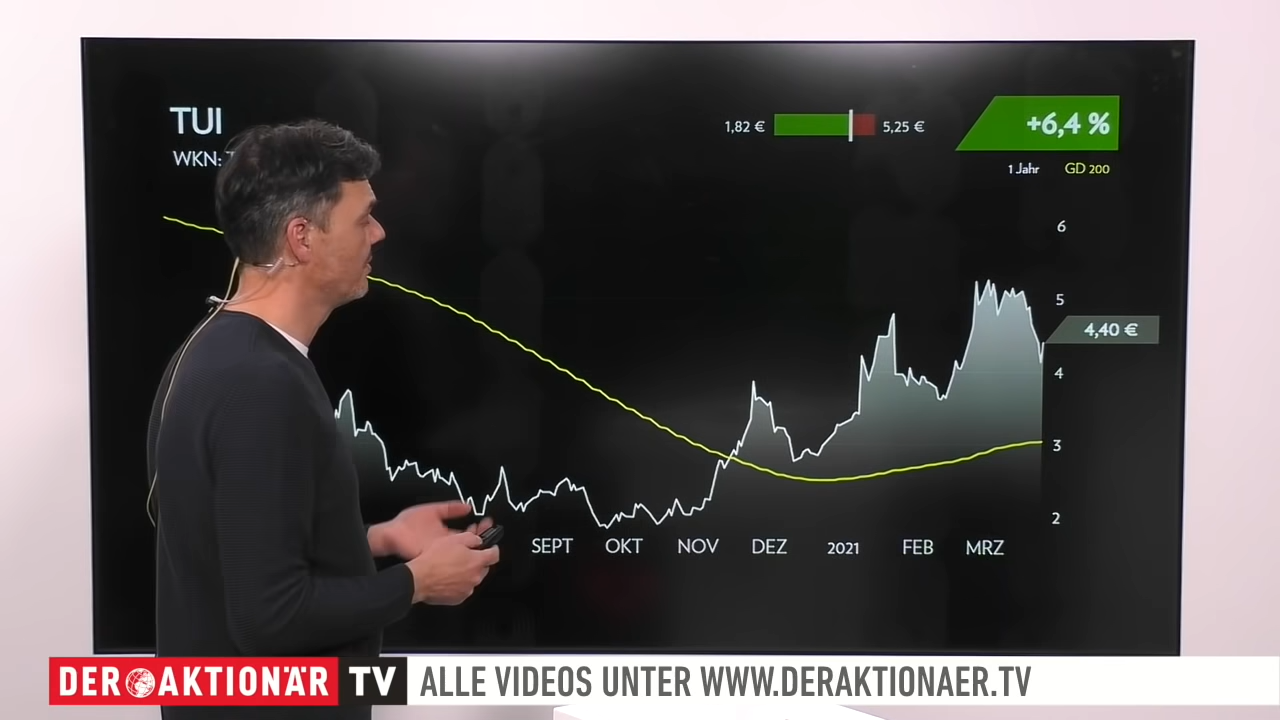 TUI
WKN:
1,82 €
5,25 €
+6,4 %
1 Jahr
GD 200
6
5
4,40 €
4
3
2
SEPT
OKT
NOV
DEZ
2021
FEB
MRZ
DER AKTIONÄR TV
ALLE VIDEOS UNTER WWW.DERAKTIONAER.TV